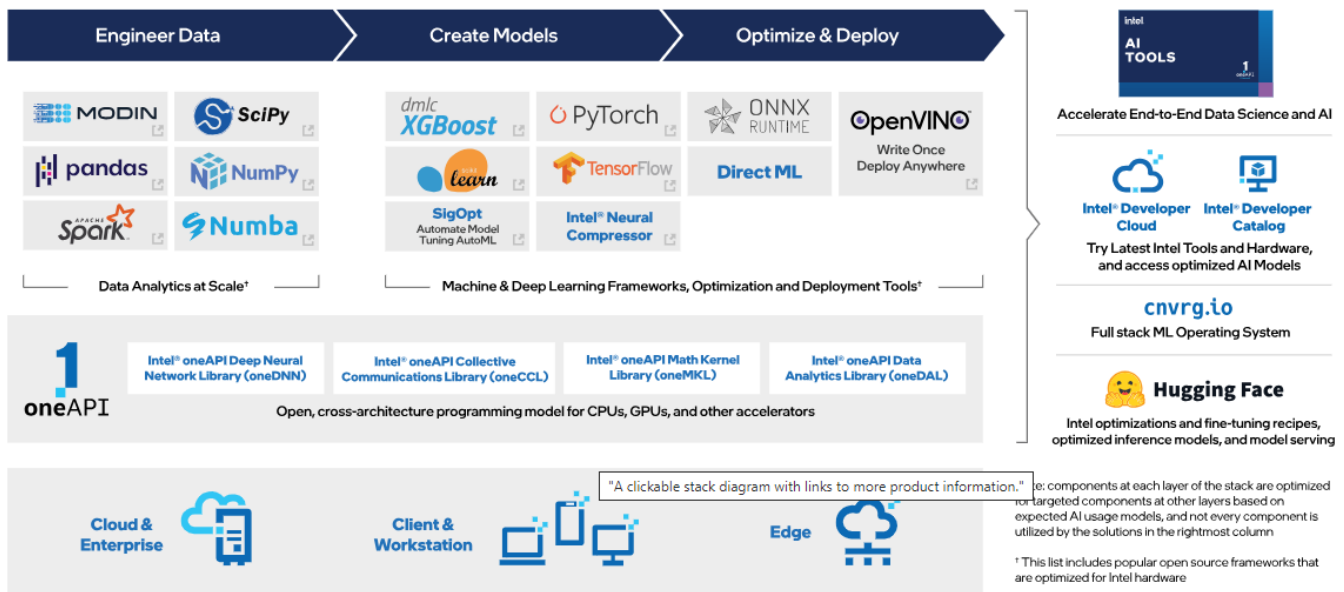 Engineer Data
Create Models
Optimize & Deploy
MODIN
SciPy
pandas
NumPy
APACHE
Spark™
Numba
Data Analytics at Scale†
dmlc
XGBoost
PyTorch
ONNX
RUNTIME
OpenVINO™
Write Once
Deploy Anywhere
learn
TensorFlow
Direct ML
SigOpt
Automate Model
Tuning AutoML
Intel® Neural
Compressor
Machine & Deep Learning Frameworks, Optimization and Deployment Tools†
1
oneAPI
Intel® oneAPI Deep Neural
Network Library (oneDNN)
Intel® oneAPI Collective
Communications Library (oneCCL)
Intel® oneAPI Math Kernel
Library (oneMKL)
Intel® oneAPI Data
Analytics Library (oneDAL)
Open, cross-architecture programming model for CPUs, GPUs, and other accelerators
"A clickable stack diagram with links to more product information."
Cloud &
Enterprise
Client &
Workstation
Edge
intel
AI
TOOLS
1
oneAPI
Accelerate End-to-End Data Science and AI
Intel® Developer
Cloud
Intel® Developer
Catalog
Try Latest Intel Tools and Hardware,
and access optimized AI Models
cnvrg.io
Full stack ML Operating System
Hugging Face
Intel optimizations and fine-tuning recipes,
optimized inference models, and model serving
components at each layer of the stack are optimized
for targeted components at other layers based on
expected AI usage models, and not every component is
utilized by the solutions in the rightmost column
† This list includes popular open source frameworks that
are optimized for Intel hardware